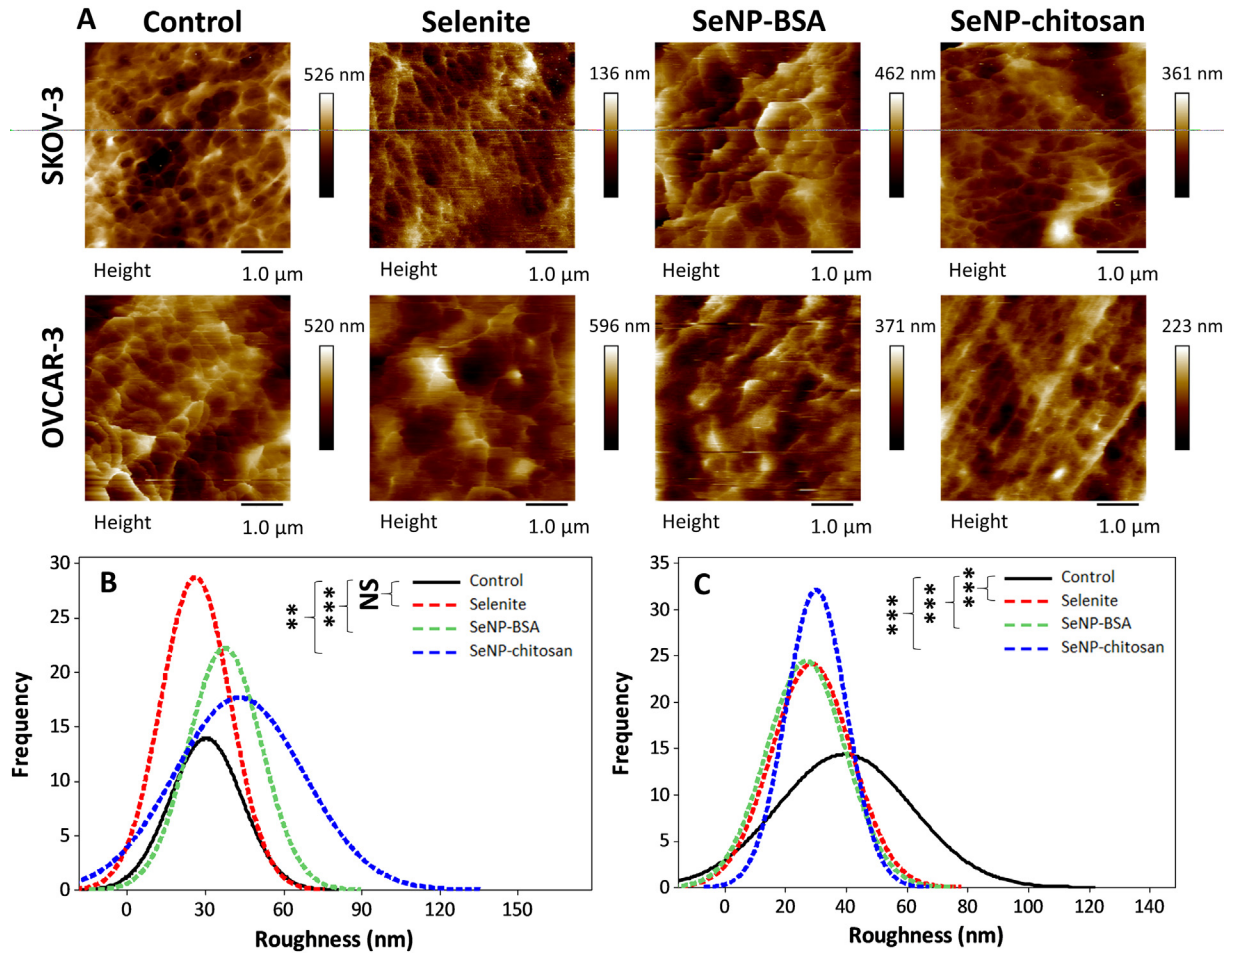 A
Control
Selenite
SeNP-BSA
SeNP-chitosan
SKOV-3
526 nm
136 nm
462 nm
361 nm
Height
1.0 µm
Height
1.0 µm
Height
1.0 µm
Height
1.0 µm
OVCAR-3
520 nm
596 nm
371 nm
223 nm
Height
1.0 µm
Height
1.0 µm
Height
1.0 µm
Height
1.0 µm
B
Frequency
30
25
20
15
10
5
0
0
30
60
90
120
150
Roughness (nm)
**
***
NS
Control
Selenite
SeNP-BSA
SeNP-chitosan
C
Frequency
35
30
25
20
15
10
5
0
0
20
40
60
80
100
120
140
Roughness (nm)
***
***
***
Control
Selenite
SeNP-BSA
SeNP-chitosan